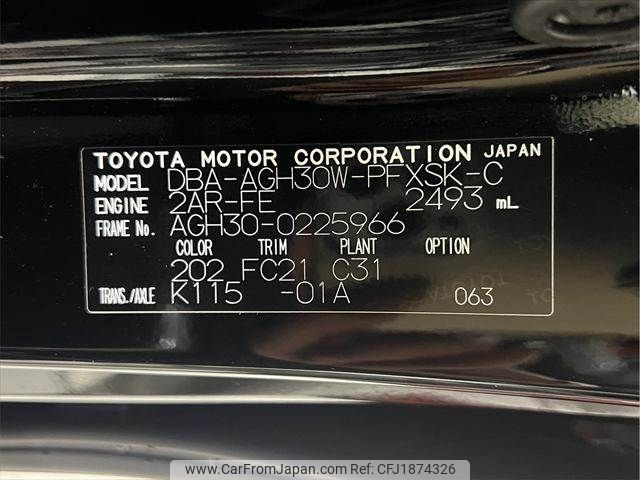 TOYOTA MOTOR CORPORATION JAPAN
MODEL DBA-AGH30W-PFXSK-C
ENGINE 2AR-FE 2493 mL
FRAME No. AGH30-0225966
COLOR TRIM PLANT OPTION
202 FC21 C31
TRANS./AXLE K115 -01A 063
www.CarFromJapan.com | Ref No: CFJ1874326